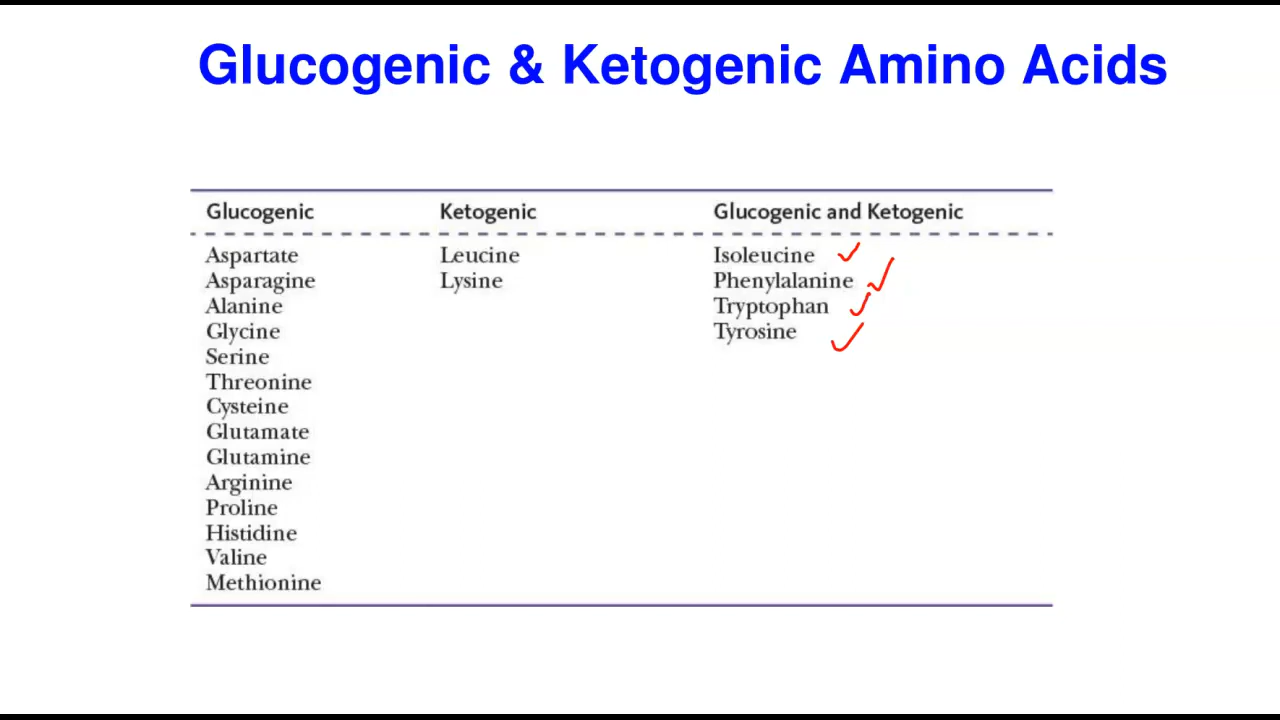 Glucogenic & Ketogenic Amino Acids
Glucogenic Ketogenic Glucogenic and Ketogenic
Aspartate Leucine Isoleucine
Asparagine Lysine Phenylalanine
Alanine Tryptophan
Glycine Tyrosine
Serine
Threonine
Cysteine
Glutamate
Glutamine
Arginine
Proline
Histidine
Valine
Methionine